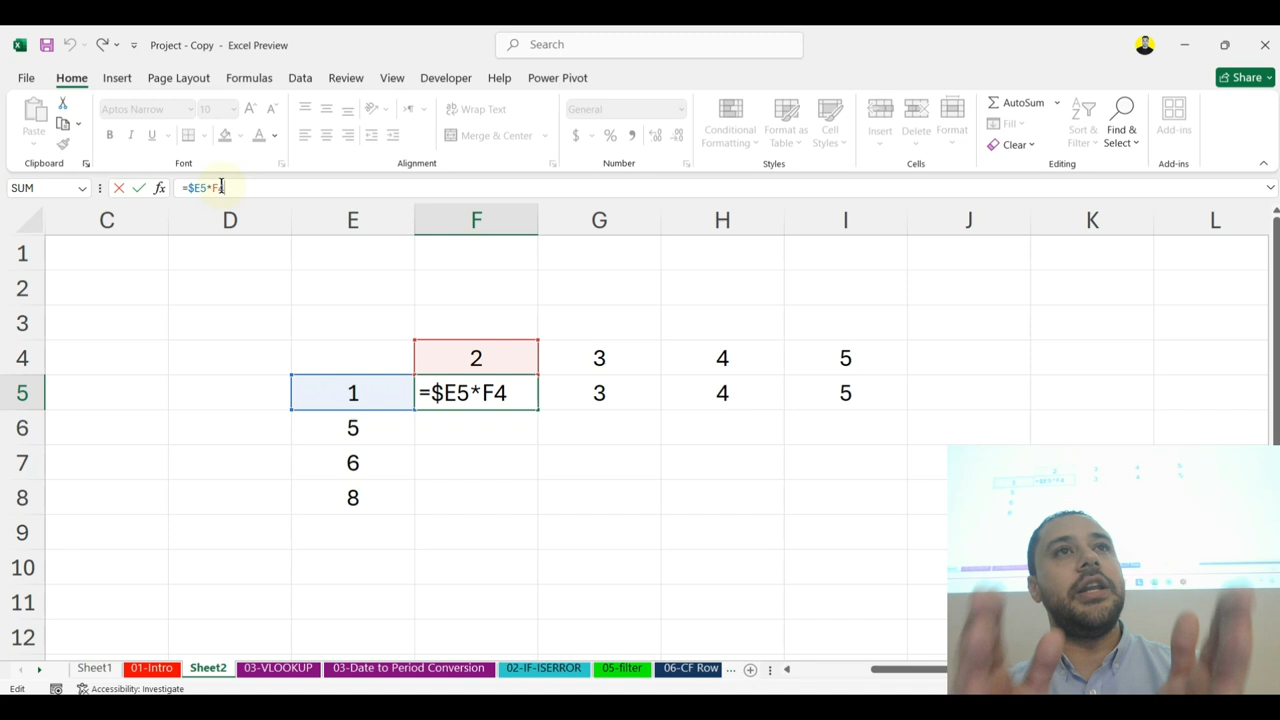 Project - Copy - Excel Preview
Search
File Home Insert Page Layout Formulas Data Review View Developer Help Power Pivot
Share
Paste
Aptos Narrow 10
Wrap Text
Merge & Center
General
Conditional Formatting
Format as Table
Cell Styles
Insert Delete Format
AutoSum
Fill
Clear
Sort & Filter
Find & Select
Add-ins
Clipboard Font Alignment Number Styles Cells Editing Add-ins
SUM fx =$E5*F4
C D E F G H I J K L
1
2
3
4 2 3 4 5
5 1 =$E5*F4 3 4 5
6 5
7 6
8 8
9
10
11
12
Sheet1 01-Intro Sheet2 03-VLOOKUP 03-Date to Period Conversion 02-IF-ISERROR 05-filter 06-CF Row ...
Edit Accessibility: Investigate